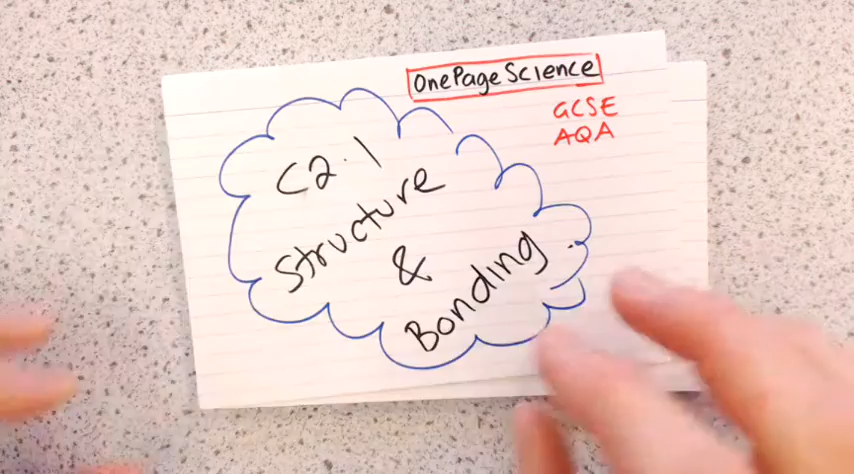 OnePageScience
GCSE
AQA
C2.1
Structure
&
Bonding.